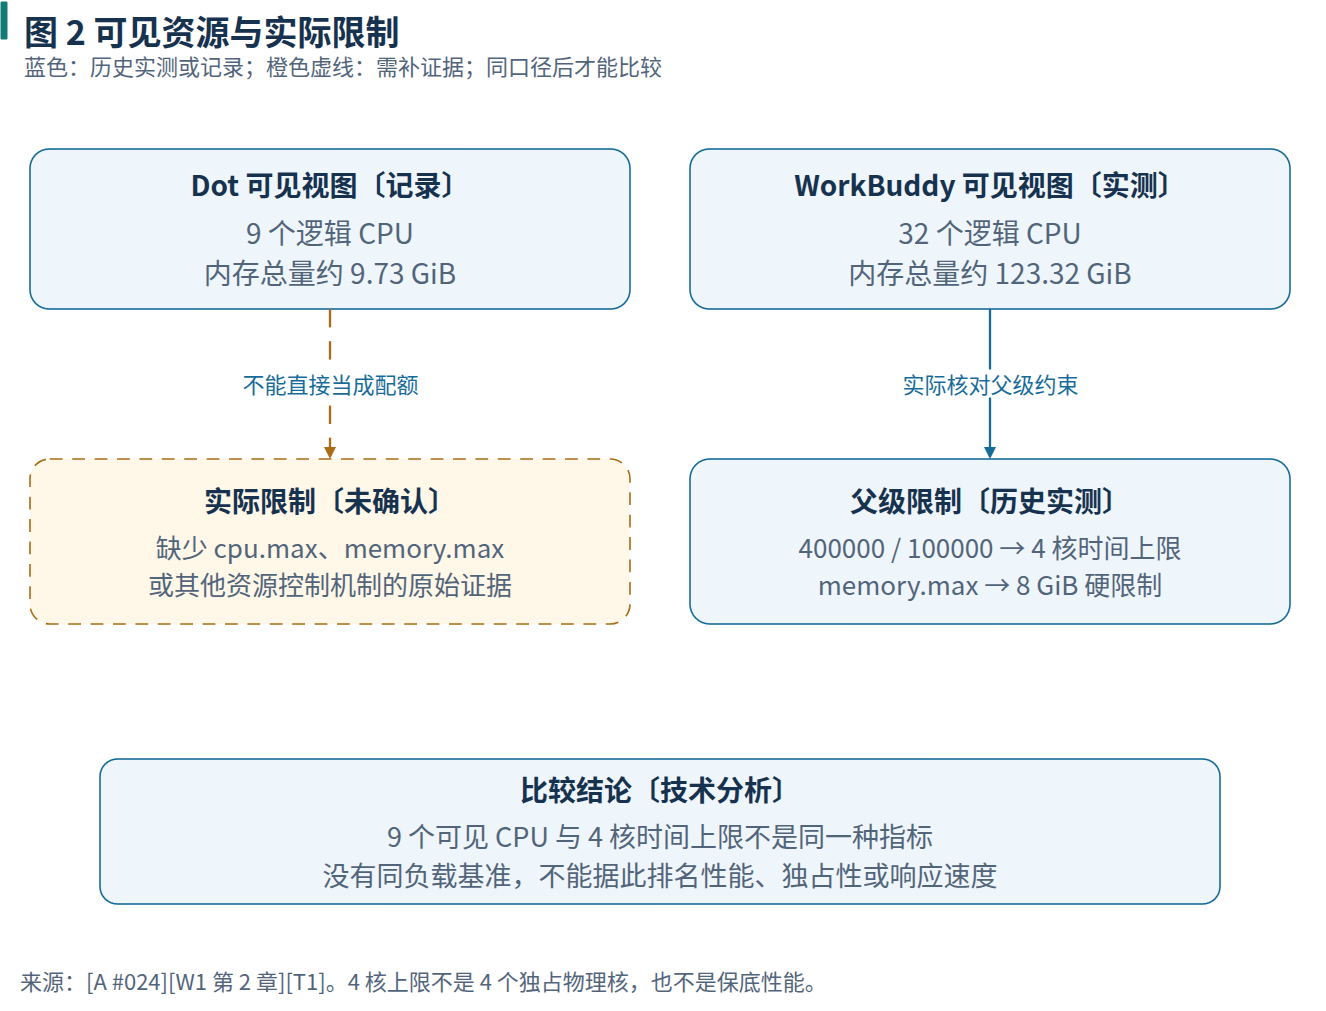 图 2 可见资源与实际限制
蓝色：历史实测或记录；橙色虚线：需补证据；同口径后才能比较
Dot 可见视图〔记录〕
9 个逻辑 CPU
内存总量约 9.73 GiB
WorkBuddy 可见视图〔实测〕
32 个逻辑 CPU
内存总量约 123.32 GiB
不能直接当成配额
实际核对父级约束
实际限制〔未确认〕
缺少 cpu.max、memory.max
或其他资源控制机制的原始证据
父级限制〔历史实测〕
400000 / 100000 → 4 核时间上限
memory.max → 8 GiB 硬限制
比较结论〔技术分析〕
9 个可见 CPU 与 4 核时间上限不是同一种指标
没有同负载基准，不能据此排名性能、独占性或响应速度
来源：[A #024][W1 第 2 章][T1]。4 核上限不是 4 个独占物理核，也不是保底性能。